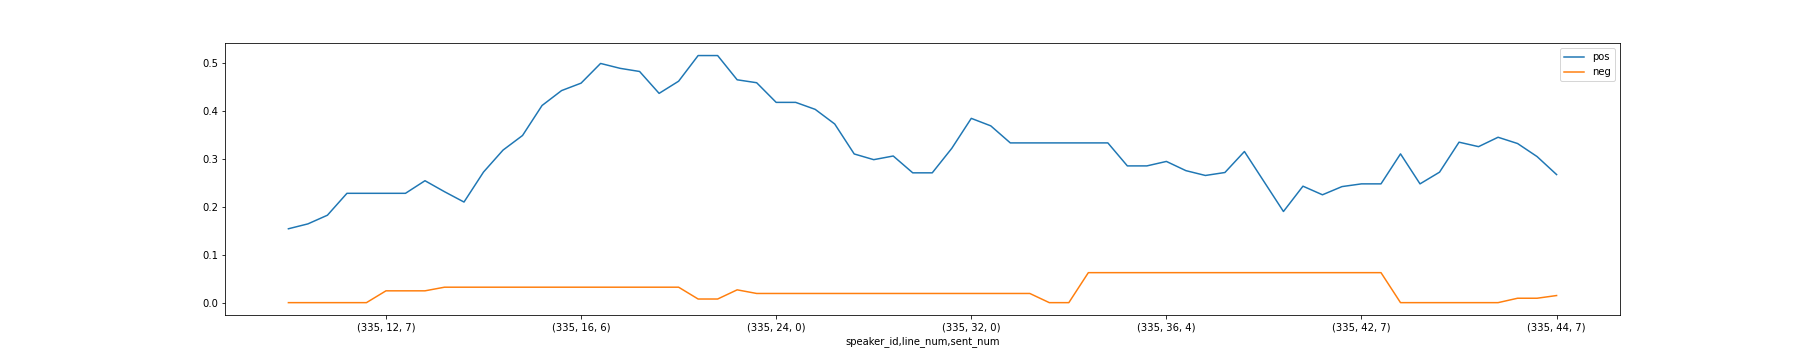 pos
neg
0.5
0.4
0.3
0.2
0.1
0.0
(335, 12, 7) (335, 16, 6) (335, 24, 0) (335, 32, 0) (335, 36, 4) (335, 42, 7) (335, 44, 7)
speaker_id,line_num,sent_num